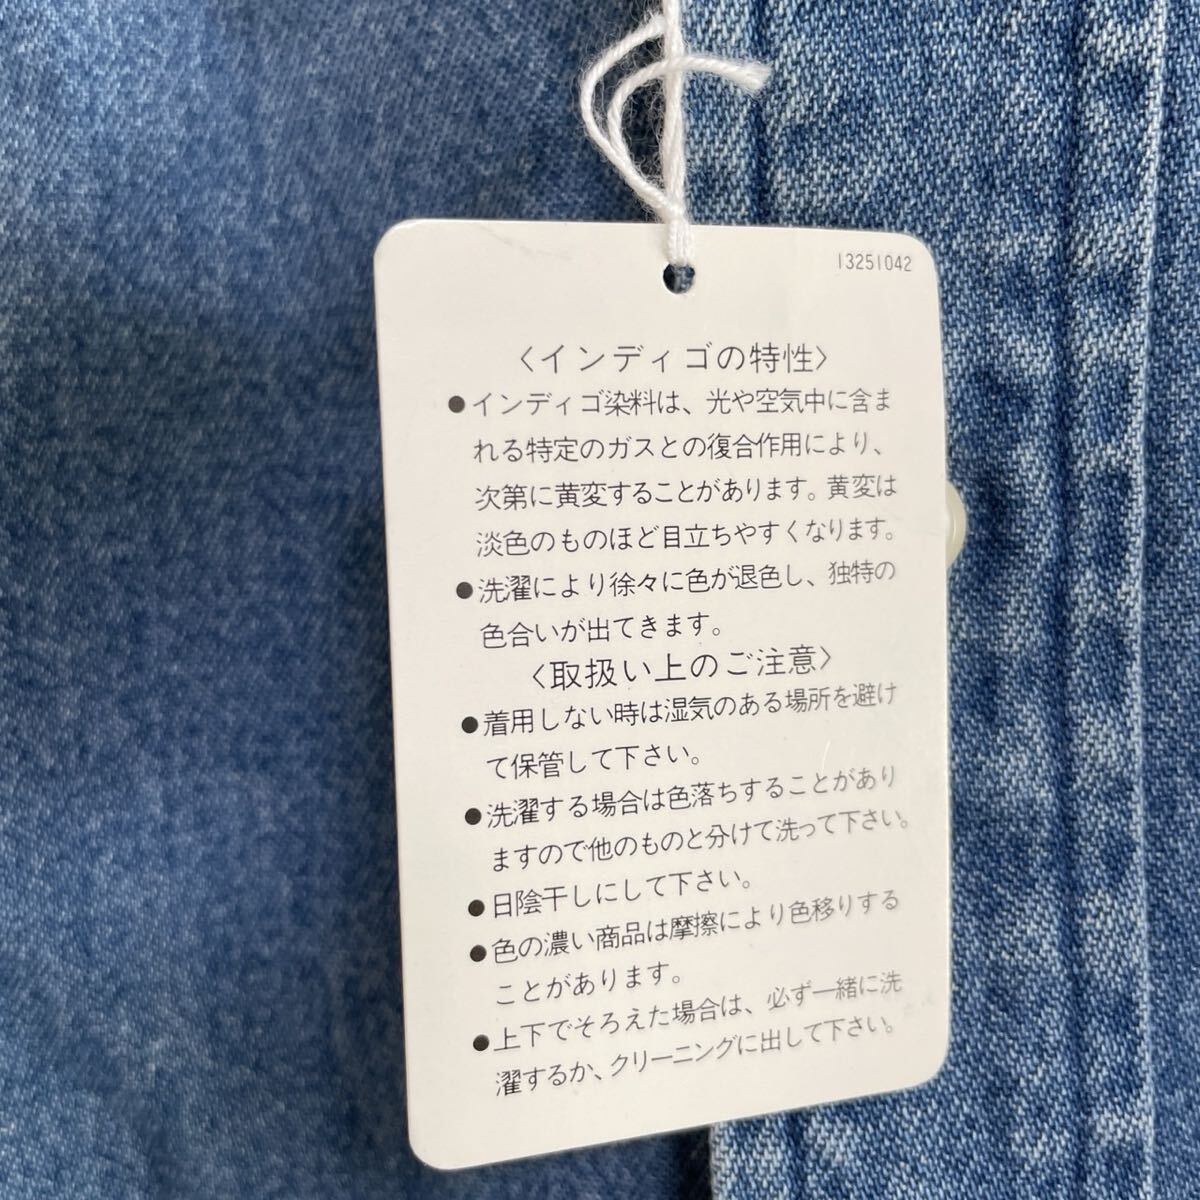 13251042
〈インディゴの特性〉
●インディゴ染料は、光や空気中に含ま
れる特定のガスとの復合作用により、
次第に黄変することがあります。黄変は
淡色のものほど目立ちやすくなります。
●洗濯により徐々に色が退色し、独特の
色合いが出てきます。
〈取扱い上のご注意〉
●着用しない時は湿気のある場所を避け
て保管して下さい。
●洗濯する場合は色落ちすることがあり
ますので他のものと分けて洗って下さい。
●日陰干しにして下さい。
●色の濃い商品は摩擦により色移りする
ことがあります。
●上下でそろえた場合は、必ず一緒に洗
濯するか、クリーニングに出して下さい。